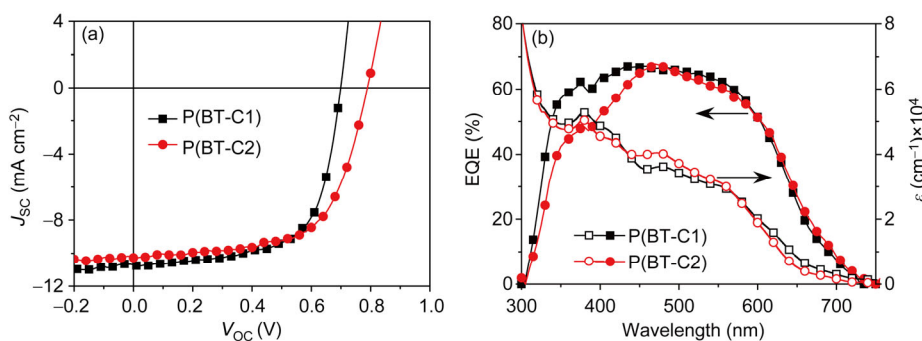 (a)
4
0
−4
−8
−12
J_SC (mA cm⁻²)
P(BT-C1)
P(BT-C2)
−0.2
0.0
0.2
0.4
0.6
0.8
1.0
V_OC (V)
(b)
80
60
40
20
0
EQE (%)
8
6
4
2
0
ε (cm⁻¹)×10⁴
P(BT-C1)
P(BT-C2)
300
400
500
600
700
Wavelength (nm)